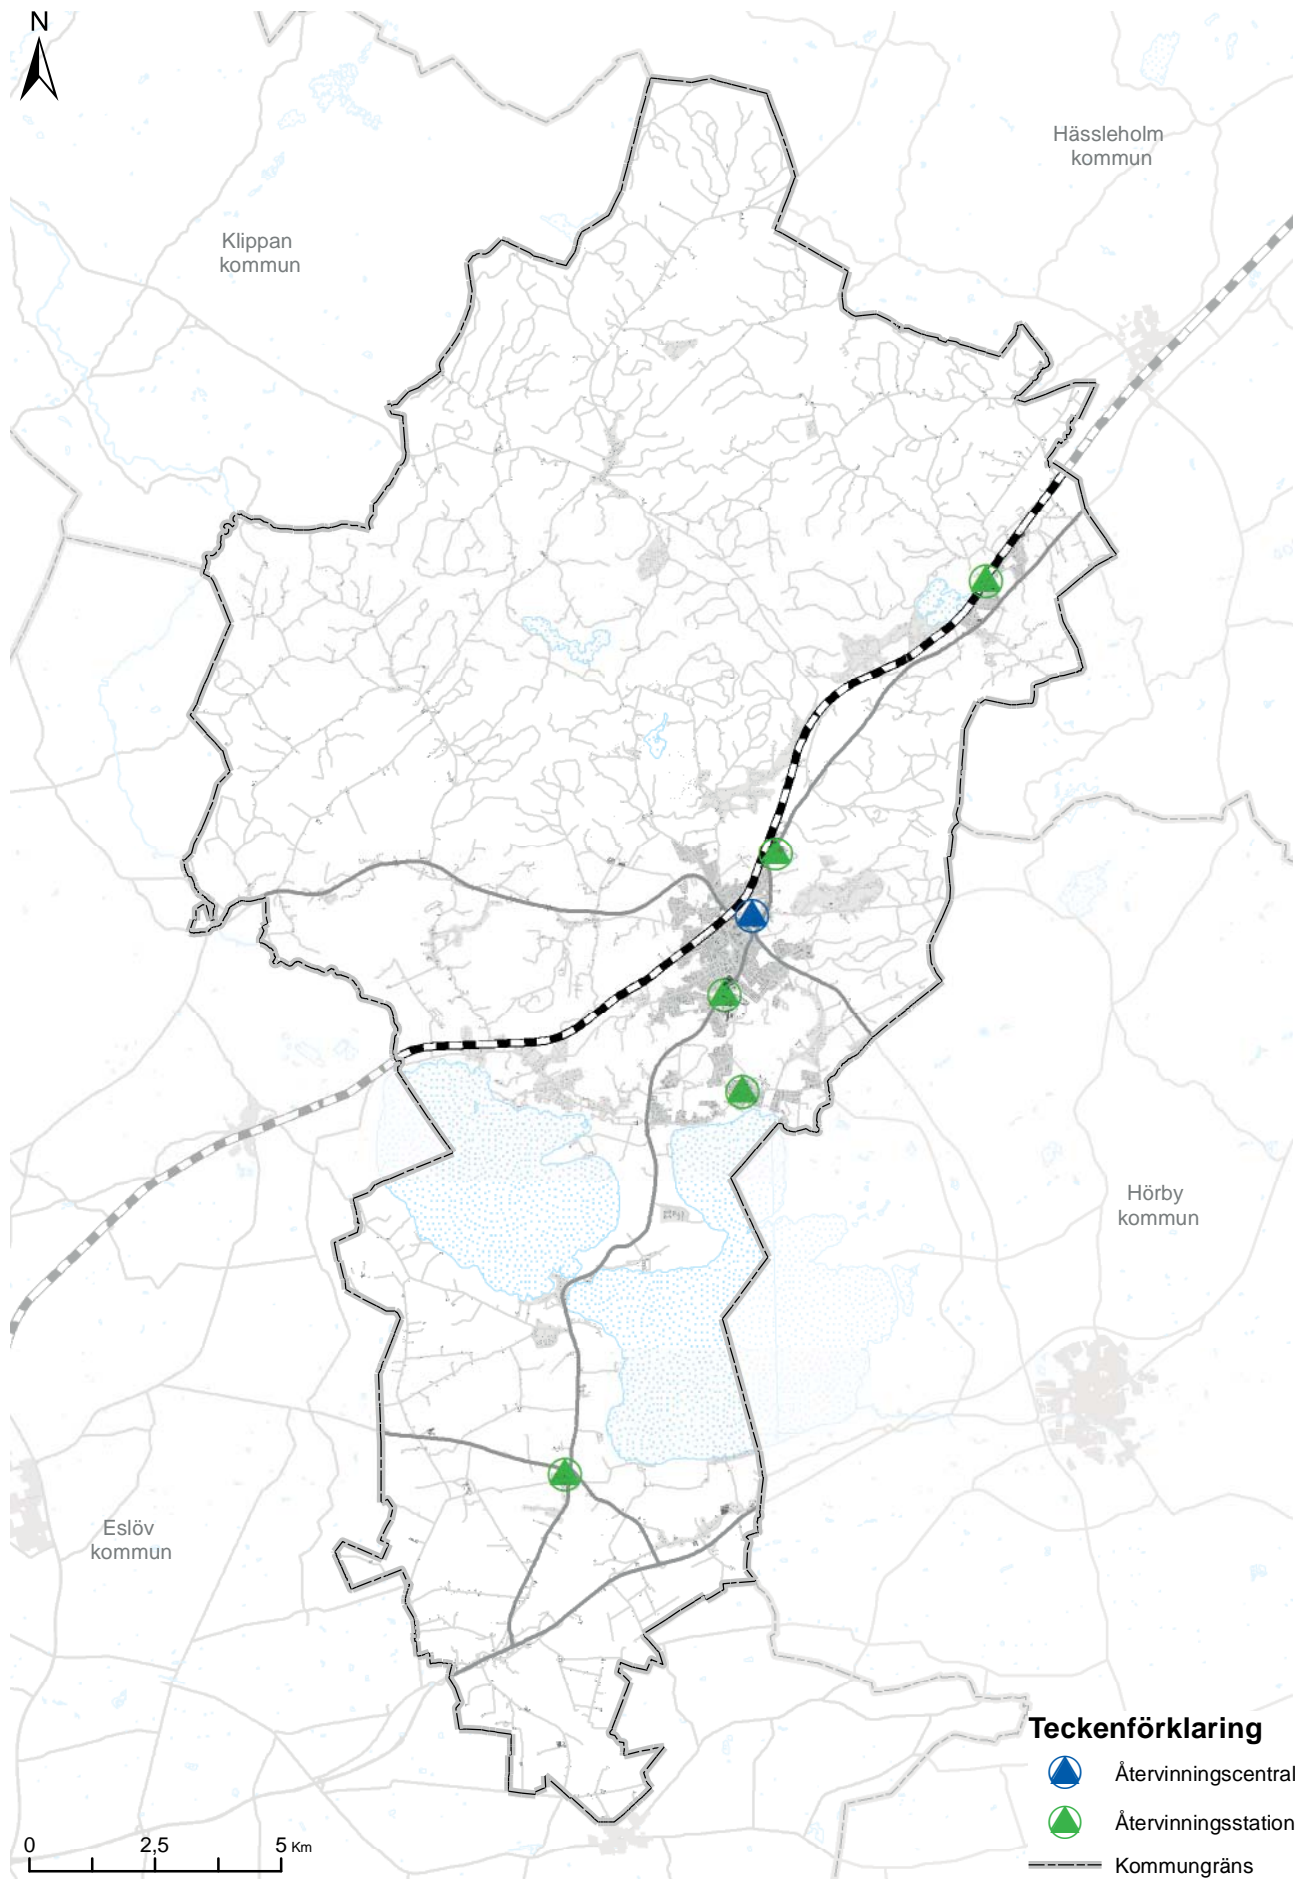 N
Hässleholm
kommun
Klippan
kommun
Hörby
kommun
Eslöv
kommun
Teckenförklaring
Återvinningscentral
Återvinningsstation
Kommungräns
0 2,5 5 Km